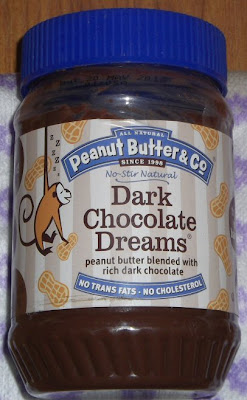 ALL NATURAL
Peanut Butter & Co
SINCE 1998
No-Stir Natural
Dark
Chocolate
Dreams®
peanut butter blended with
rich dark chocolate
NO TRANS FATS • NO CHOLESTEROL